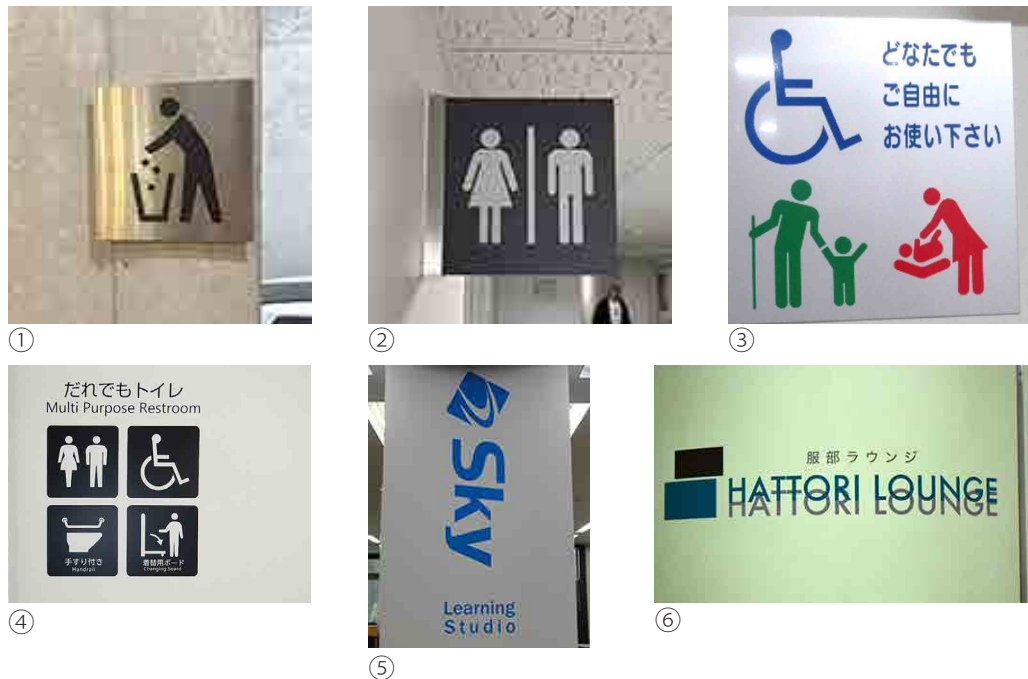 どなたでも
ご自由に
お使い下さい
①
②
③
だれでもトイレ
Multi Purpose Restroom
手すり付き
Handrail
着替用ボード
Changing board
Sky
Learning
Studio
服部ラウンジ
HATTORI LOUNGE
④
⑤
⑥